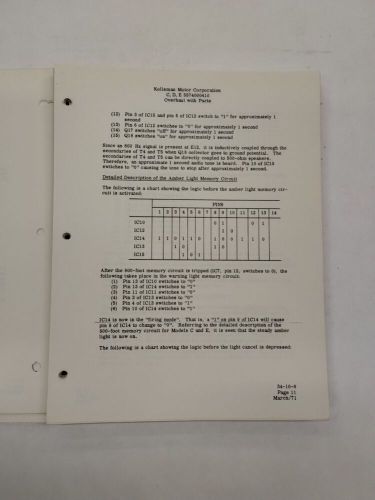 Kollsman Motor Corporation
C, D, E 5574000410
Overhaul with Parts
(12) Pin 3 of IC15 and pin 5 of IC12 switch to "1" for approximately 1
second
(13) Pin 6 of IC12 switches to "0" for approximately 1 second
(14) Q17 switches "off" for approximately 1 second
(15) Q18 switches "on" for approximately 1 second
Since an 800 Hz signal is present at E12, it is inductively coupled through the
secondaries of T4 and T5 when Q18 collector goes to ground potential. The
secondaries of T4 and T5 can be directly coupled to 500-ohm speakers.
Therefore, an approximate 1 second audio tone is heard. Pin 10 of IC15
switches to "0" causing the tone to stop after approximately 1 second.
Detailed Description of the Amber Light Memory Circuit
The following is a chart showing the logic before the amber light memory cir-
cuit is activated:
PINS
1 2 3 4 5 6 7 8 9 10 11 12 13 14
IC10 0 1 0 1
IC12 1 0
IC14 1 1 0 1 1 0 1 0 0 1 1 0
IC13 1 0 1 0
IC15 1 0 1
After the 500-foot memory circuit is tripped (IC7, pin 12, switches to 0), the
following takes place in the warning light memory circuit.
(1) Pin 13 of IC10 switches to "0"
(2) Pin 12 of IC14 switches to "1"
(3) Pin 11 of IC11 switches to "0"
(4) Pin 3 of IC13 switches to "0"
(5) Pin 4 of IC13 switches to "1"
(6) Pin 10 of IC14 switches to "1"
IC14 is now in the "firing mode". That is, a "1" on pin 9 of IC14 will cause
pin 8 of IC14 to change to "0". Referring to the detailed description of the
500-foot memory circuit for Models C and E, it is seen that the steady amber
light is now on.
The following is a chart showing the logic before the light cancel is depressed:
34-10-8
Page 11
March/71